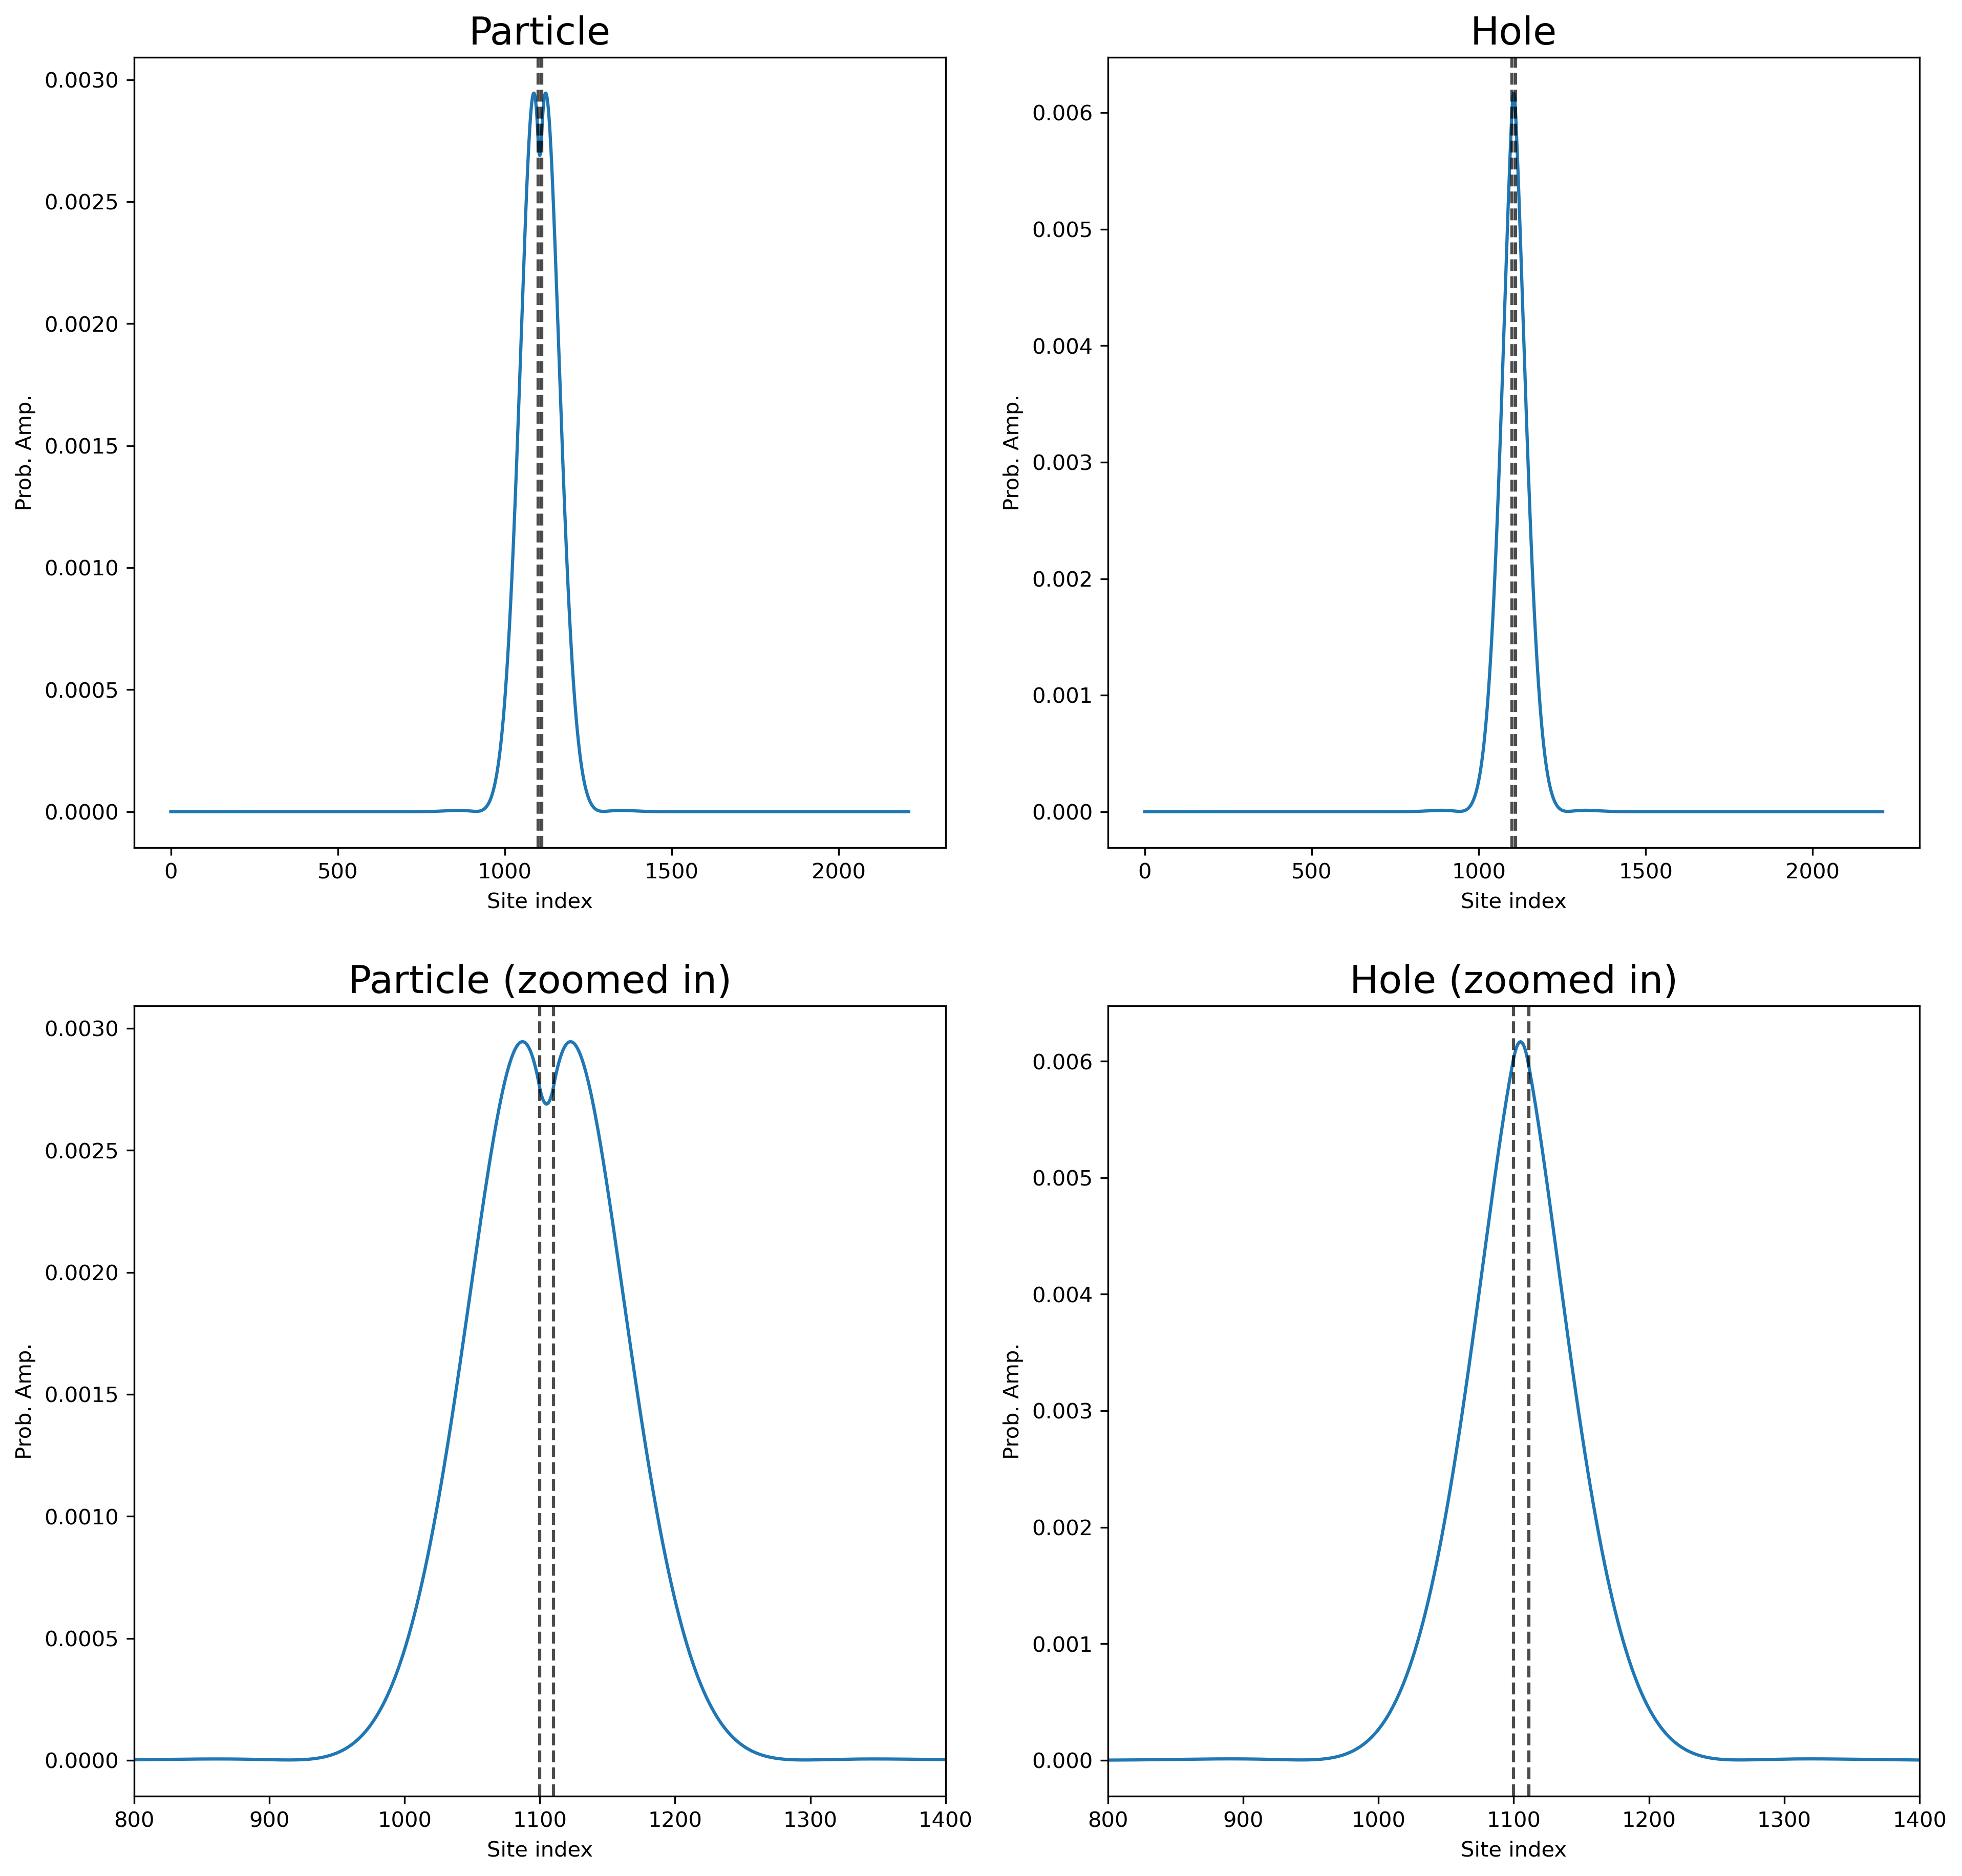 Particle
0.0030
0.0025
0.0020
0.0015
0.0010
0.0005
0.0000
Prob. Amp.
0 500 1000 1500 2000
Site index
Hole
0.006
0.005
0.004
0.003
0.002
0.001
0.000
Prob. Amp.
0 500 1000 1500 2000
Site index
Particle (zoomed in)
0.0030
0.0025
0.0020
0.0015
0.0010
0.0005
0.0000
Prob. Amp.
800 900 1000 1100 1200 1300 1400
Site index
Hole (zoomed in)
0.006
0.005
0.004
0.003
0.002
0.001
0.000
Prob. Amp.
800 900 1000 1100 1200 1300 1400
Site index